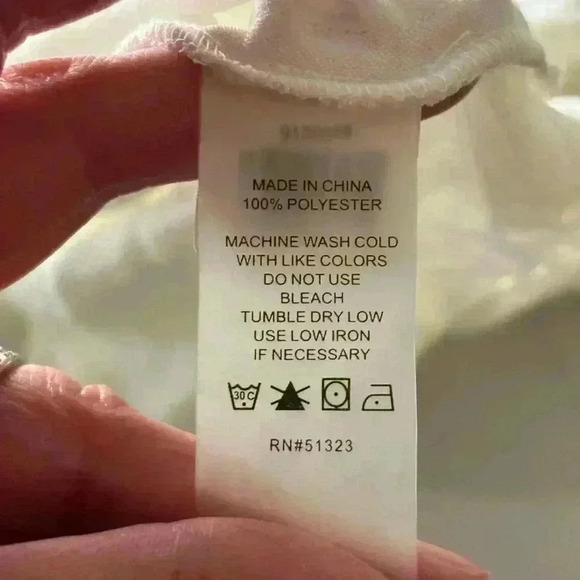 MADE IN CHINA
100% POLYESTER
MACHINE WASH COLD
WITH LIKE COLORS
DO NOT USE
BLEACH
TUMBLE DRY LOW
USE LOW IRON
IF NECESSARY
30 C
RN#51323